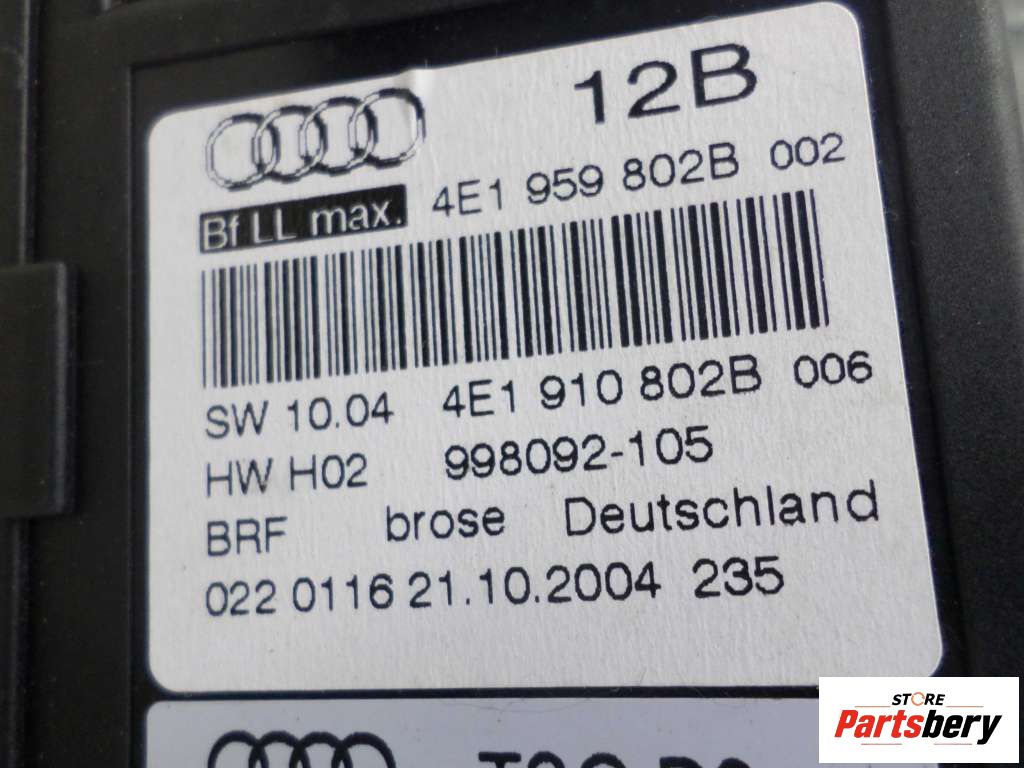 12B
Bf LL max. 4E1 959 802B 002
SW 10.04 4E1 910 802B 006
HW H02 998092-105
BRF brose Deutschland
022 0116 21.10.2004 235
STORE
Partsbery